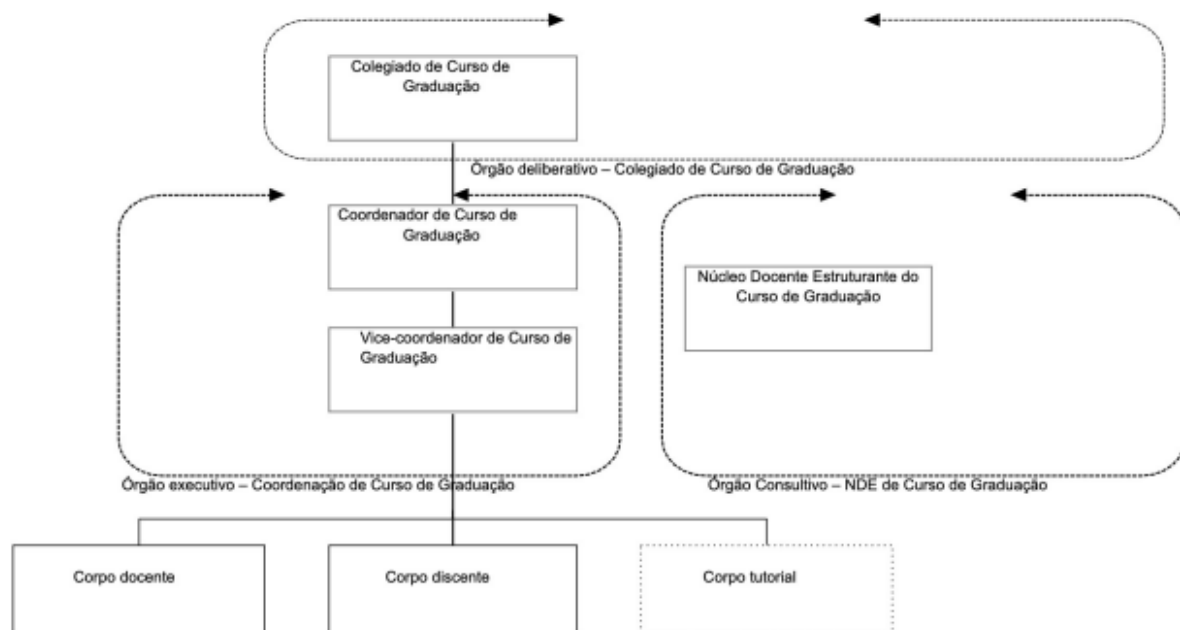 Colegiado de Curso de
Graduação
Órgão deliberativo – Colegiado de Curso de Graduação
Coordenador de Curso de
Graduação
Núcleo Docente Estruturante do
Curso de Graduação
Vice-coordenador de Curso de
Graduação
Órgão executivo – Coordenação de Curso de Graduação
Órgão Consultivo – NDE de Curso de Graduação
Corpo docente
Corpo discente
Corpo tutorial